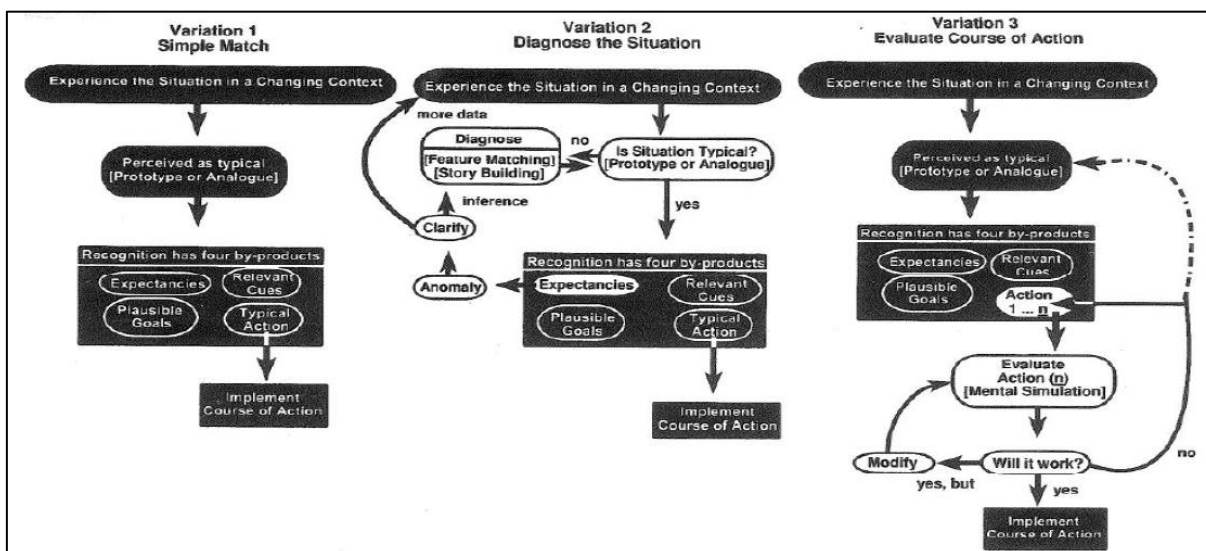 Variation 1
Simple Match
Experience the Situation in a Changing Context
Perceived as typical
[Prototype or Analogue]
Recognition has four by-products
Expectancies
Relevant
Cues
Plausible
Goals
Typical
Action
Implement
Course of Action
Variation 2
Diagnose the Situation
Experience the Situation in a Changing Context
more data
Diagnose
[Feature Matching]
[Story Building]
no
Is Situation Typical?
[Prototype or Analogue]
inference
yes
Clarify
Anomaly
Recognition has four by-products
Expectancies
Relevant
Cues
Plausible
Goals
Typical
Action
Implement
Course of Action
Variation 3
Evaluate Course of Action
Experience the Situation in a Changing Context
Perceived as typical
[Prototype or Analogue]
Recognition has four by-products
Expectancies
Relevant
Cues
Plausible
Goals
Action
1 ... n
Evaluate
Action (n)
[Mental Simulation]
Modify
Will it work?
no
yes, but
yes
Implement
Course of Action